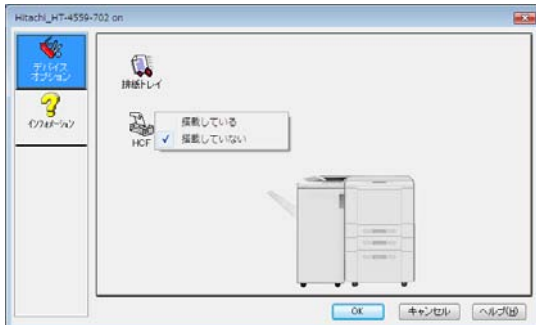 Hitachi_HT-4559-702 on
デバイス
オプション
インフォメーション
排紙トレイ
HCF
搭載している
搭載していない
OK
キャンセル
ヘルプ(H)